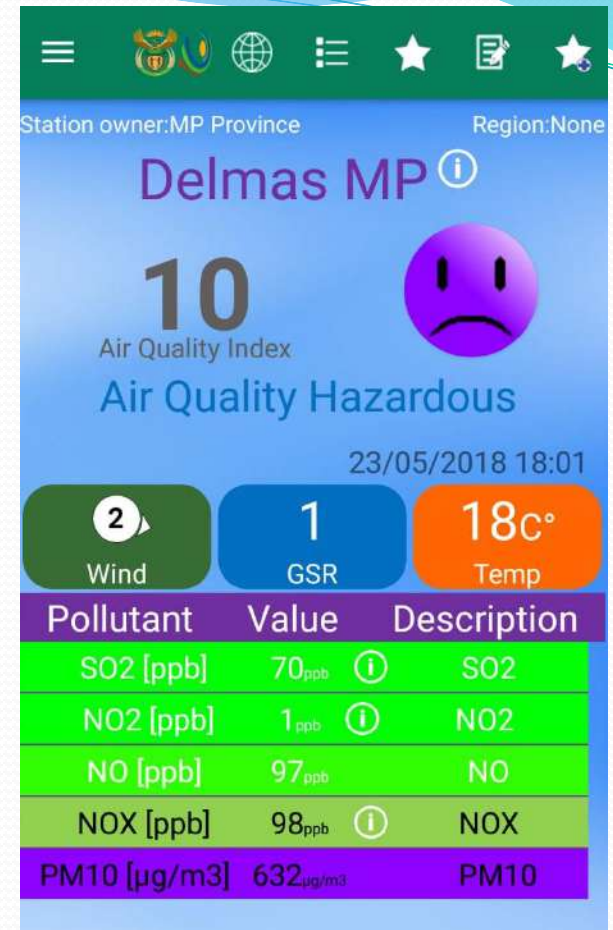 Station owner:MP Province Region:None
Delmas MP
10
Air Quality Index
Air Quality Hazardous
23/05/2018 18:01
2 1 18C°
Wind GSR Temp
Pollutant Value Description
SO2 [ppb] 70ppb SO2
NO2 [ppb] 1ppb NO2
NO [ppb] 97ppb NO
NOX [ppb] 98ppb NOX
PM10 [µg/m3] 632µg/m3 PM10